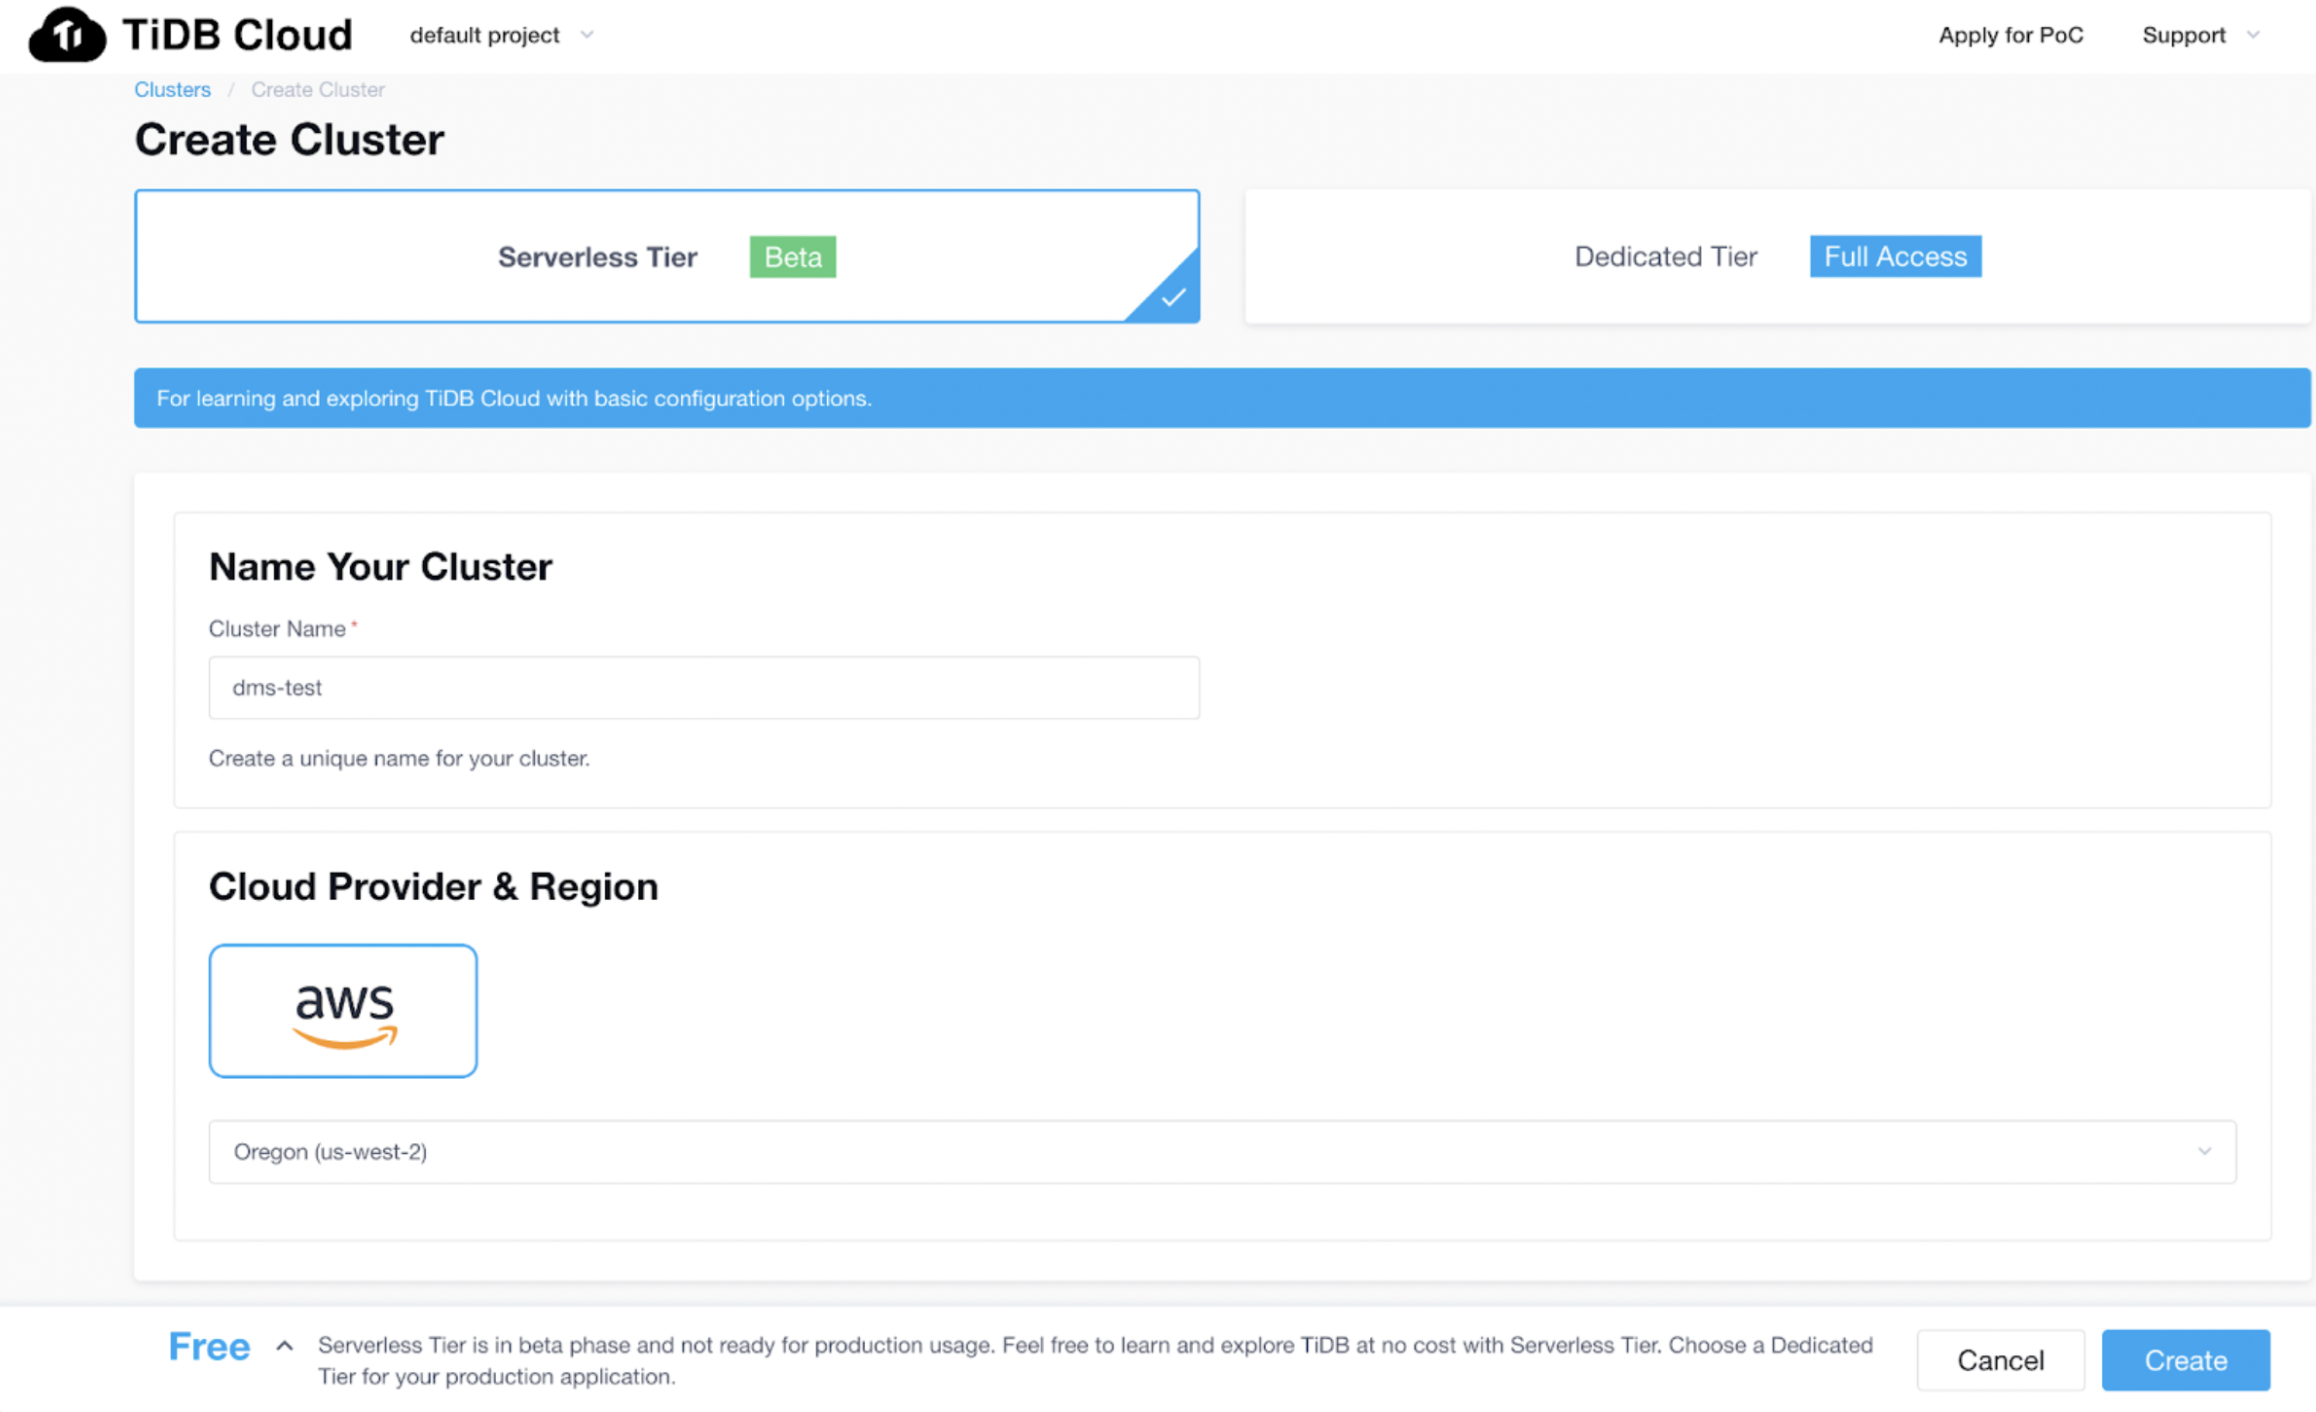 TiDB Cloud default project Apply for PoC Support
Clusters / Create Cluster
Create Cluster
Serverless Tier Beta Dedicated Tier Full Access
For learning and exploring TiDB Cloud with basic configuration options.
Name Your Cluster
Cluster Name *
dms-test
Create a unique name for your cluster.
Cloud Provider & Region
aws
Oregon (us-west-2)
Free Serverless Tier is in beta phase and not ready for production usage. Feel free to learn and explore TiDB at no cost with Serverless Tier. Choose a Dedicated
Tier for your production application.
Cancel Create